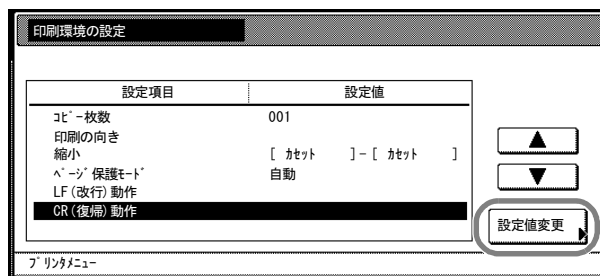 印刷環境の設定
設定項目 設定値
ｺﾋﾟｰ枚数 001
印刷の向き
縮小 [ ｶｾｯﾄ ]－[ ｶｾｯﾄ ]
ﾍﾟｰｼﾞ保護ﾓｰﾄﾞ 自動
LF(改行)動作
CR(復帰)動作
▲
▼
設定値変更
ﾌﾟﾘﾝﾀﾒﾆｭｰ